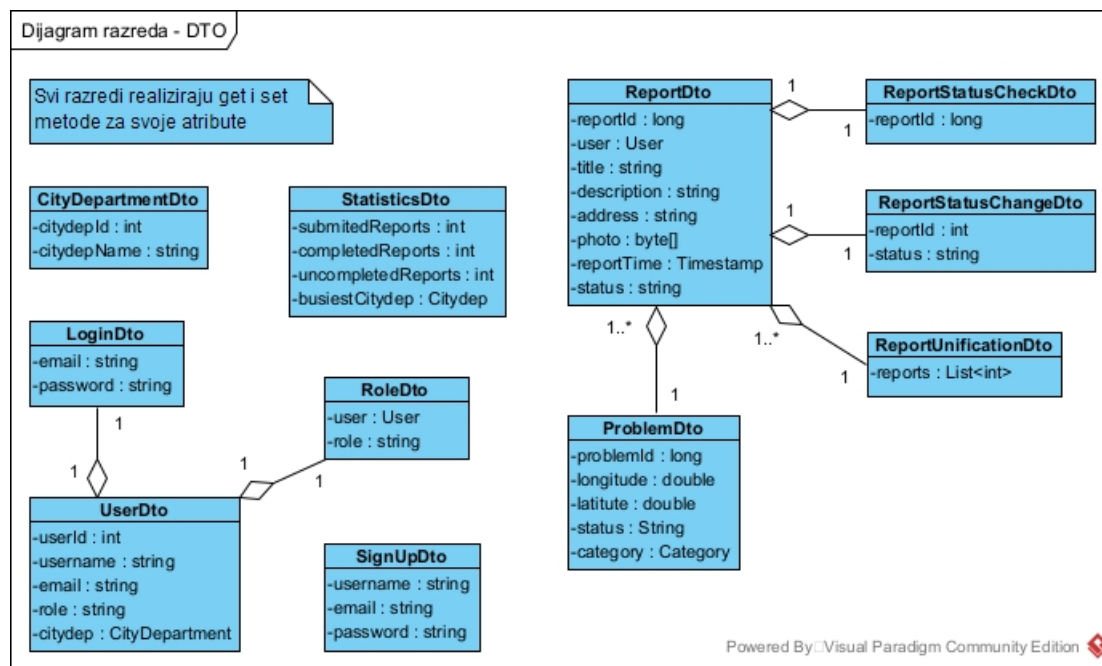 Dijagram razreda - DTO
Svi razredi realiziraju get i set
metode za svoje atribute
CityDepartmentDto
-citydepId : int
-citydepName : string
StatisticsDto
-submitedReports : int
-completedReports : int
-uncompletedReports : int
-busiestCitydep : Citydep
LoginDto
-email : string
-password : string
1
1
RoleDto
-user : User
-role : string
1
1
UserDto
-userId : int
-username : string
-email : string
-role : string
-citydep : CityDepartment
SignUpDto
-username : string
-email : string
-password : string
ReportDto
-reportId : long
-user : User
-title : string
-description : string
-address : string
-photo : byte[]
-reportTime : Timestamp
-status : string
1
1
ReportStatusCheckDto
-reportId : long
1
1
ReportStatusChangeDto
-reportId : int
-status : string
1..*
1
ReportUnificationDto
-reports : List<int>
1..*
1
ProblemDto
-problemId : long
-longitude : double
-latitute : double
-status : String
-category : Category
Powered By Visual Paradigm Community Edition